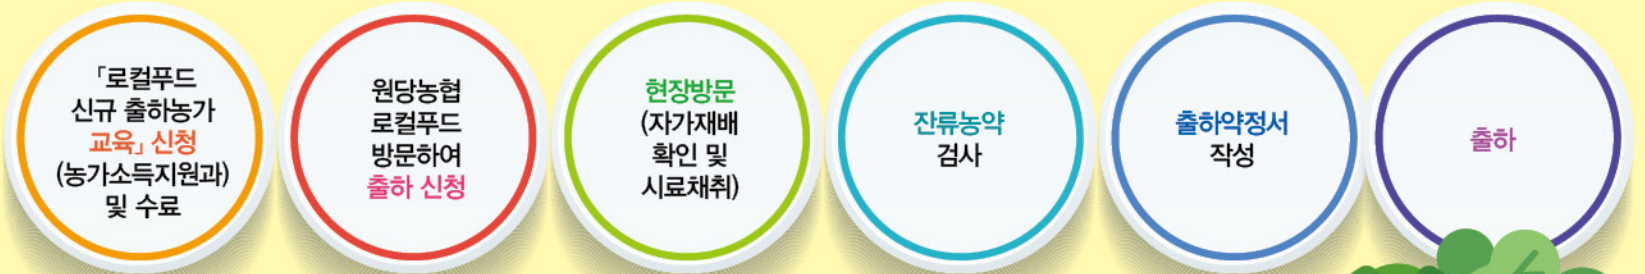 「로컬푸드
신규 출하농가
교육」 신청
(농가소득지원과)
및 수료
원당농협
로컬푸드
방문하여
출하 신청
현장방문
(자가재배
확인 및
시료채취)
잔류농약
검사
출하약정서
작성
출하